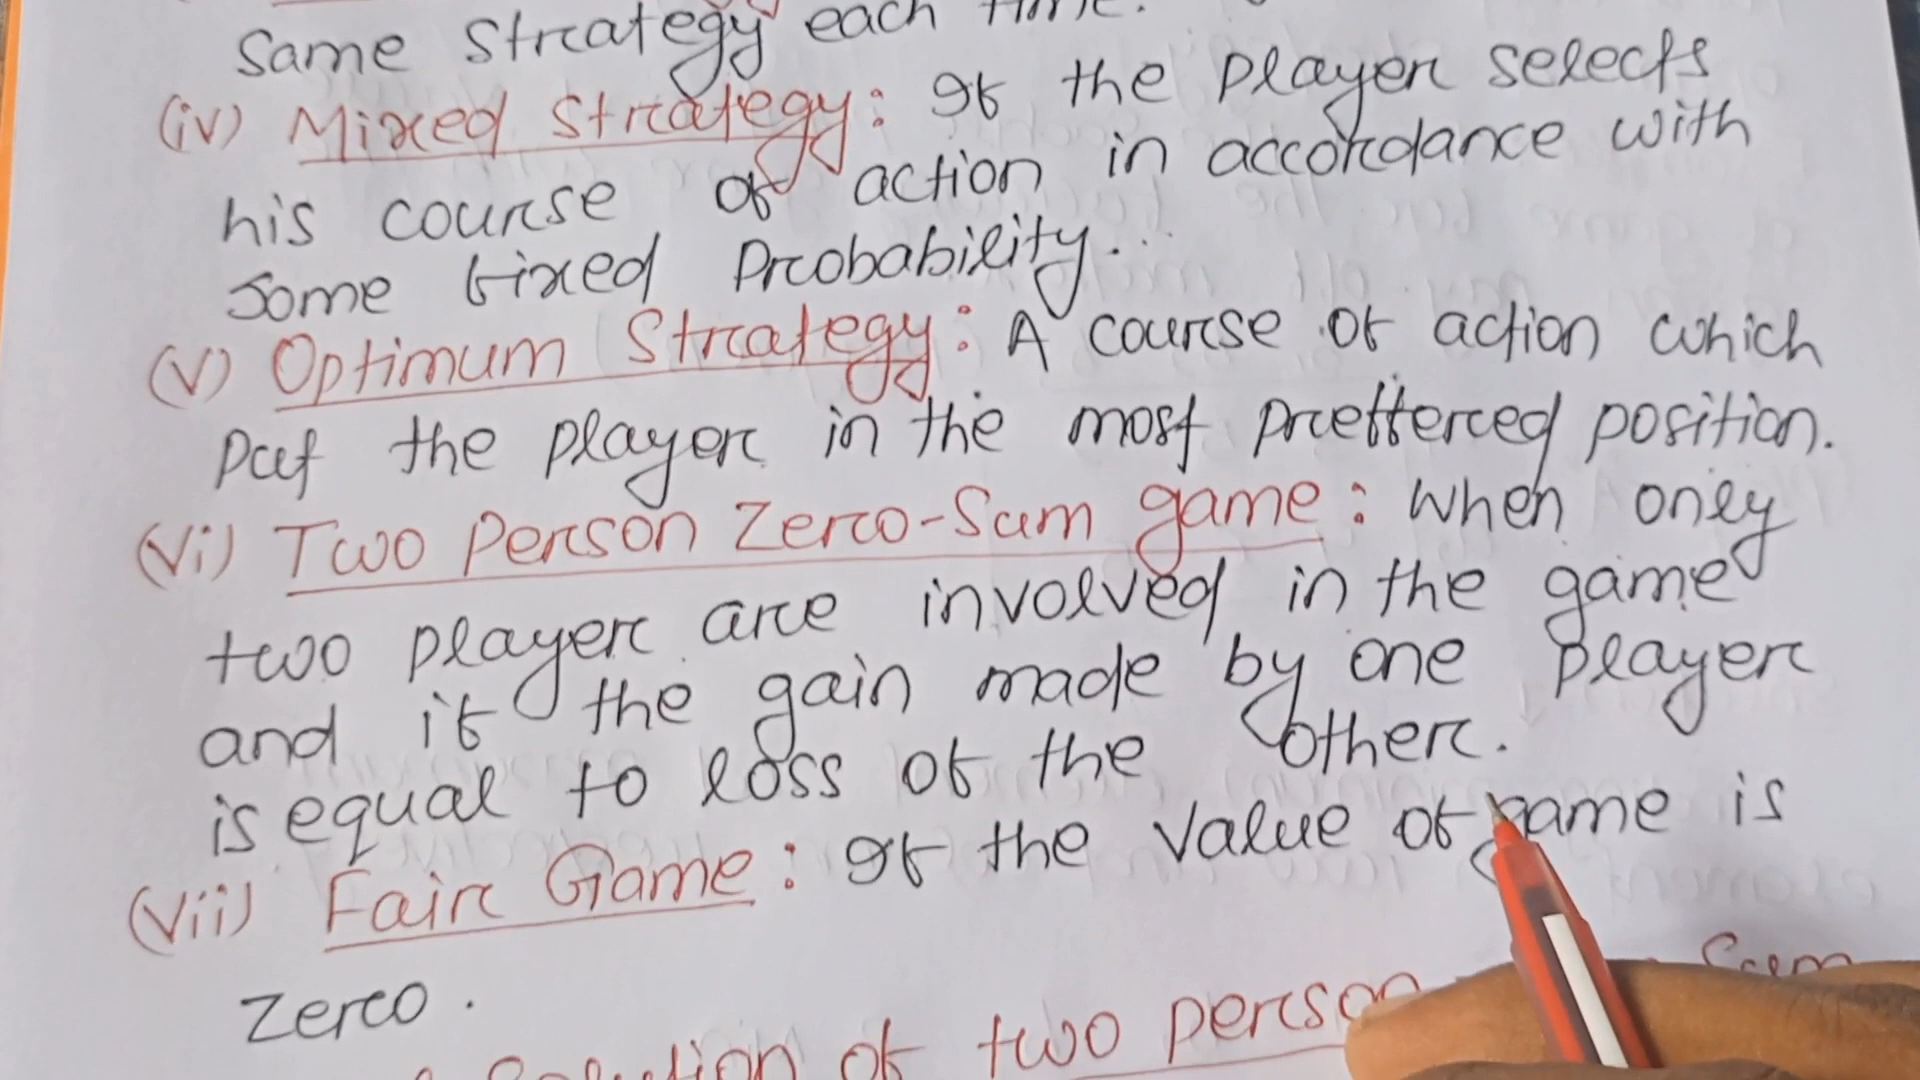 Same Strategy each time.
(iv) Mixed Strategy: If the player selects
his course of action in accordance with
Some fixed Probability.
(v) Optimum Strategy: A course of action which
Put the player in the most preffered position.
(vi) Two Person Zero-Sum game: When only
two player are involved in the game
and if the gain made by one player
is equal to loss of the other.
(vii) Fair Game: If the value of game is
Zero.
Solution of two person Sum